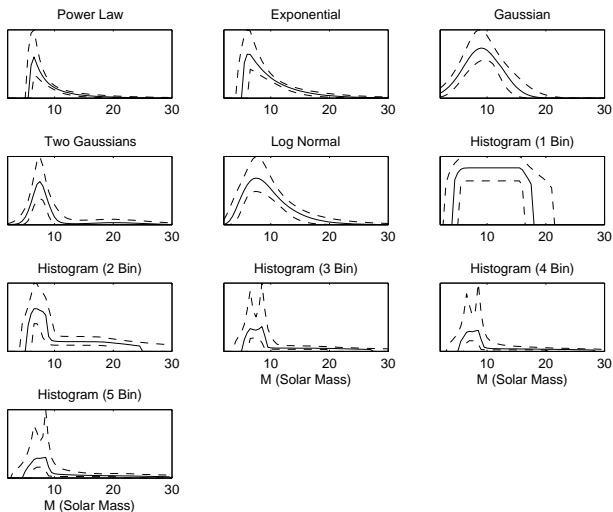 Power Law
10 20 30
Exponential
10 20 30
Gaussian
10 20 30
Two Gaussians
10 20 30
Log Normal
10 20 30
Histogram (1 Bin)
10 20 30
Histogram (2 Bin)
10 20 30
Histogram (3 Bin)
10 20 30
M (Solar Mass)
Histogram (4 Bin)
10 20 30
M (Solar Mass)
Histogram (5 Bin)
10 20 30
M (Solar Mass)